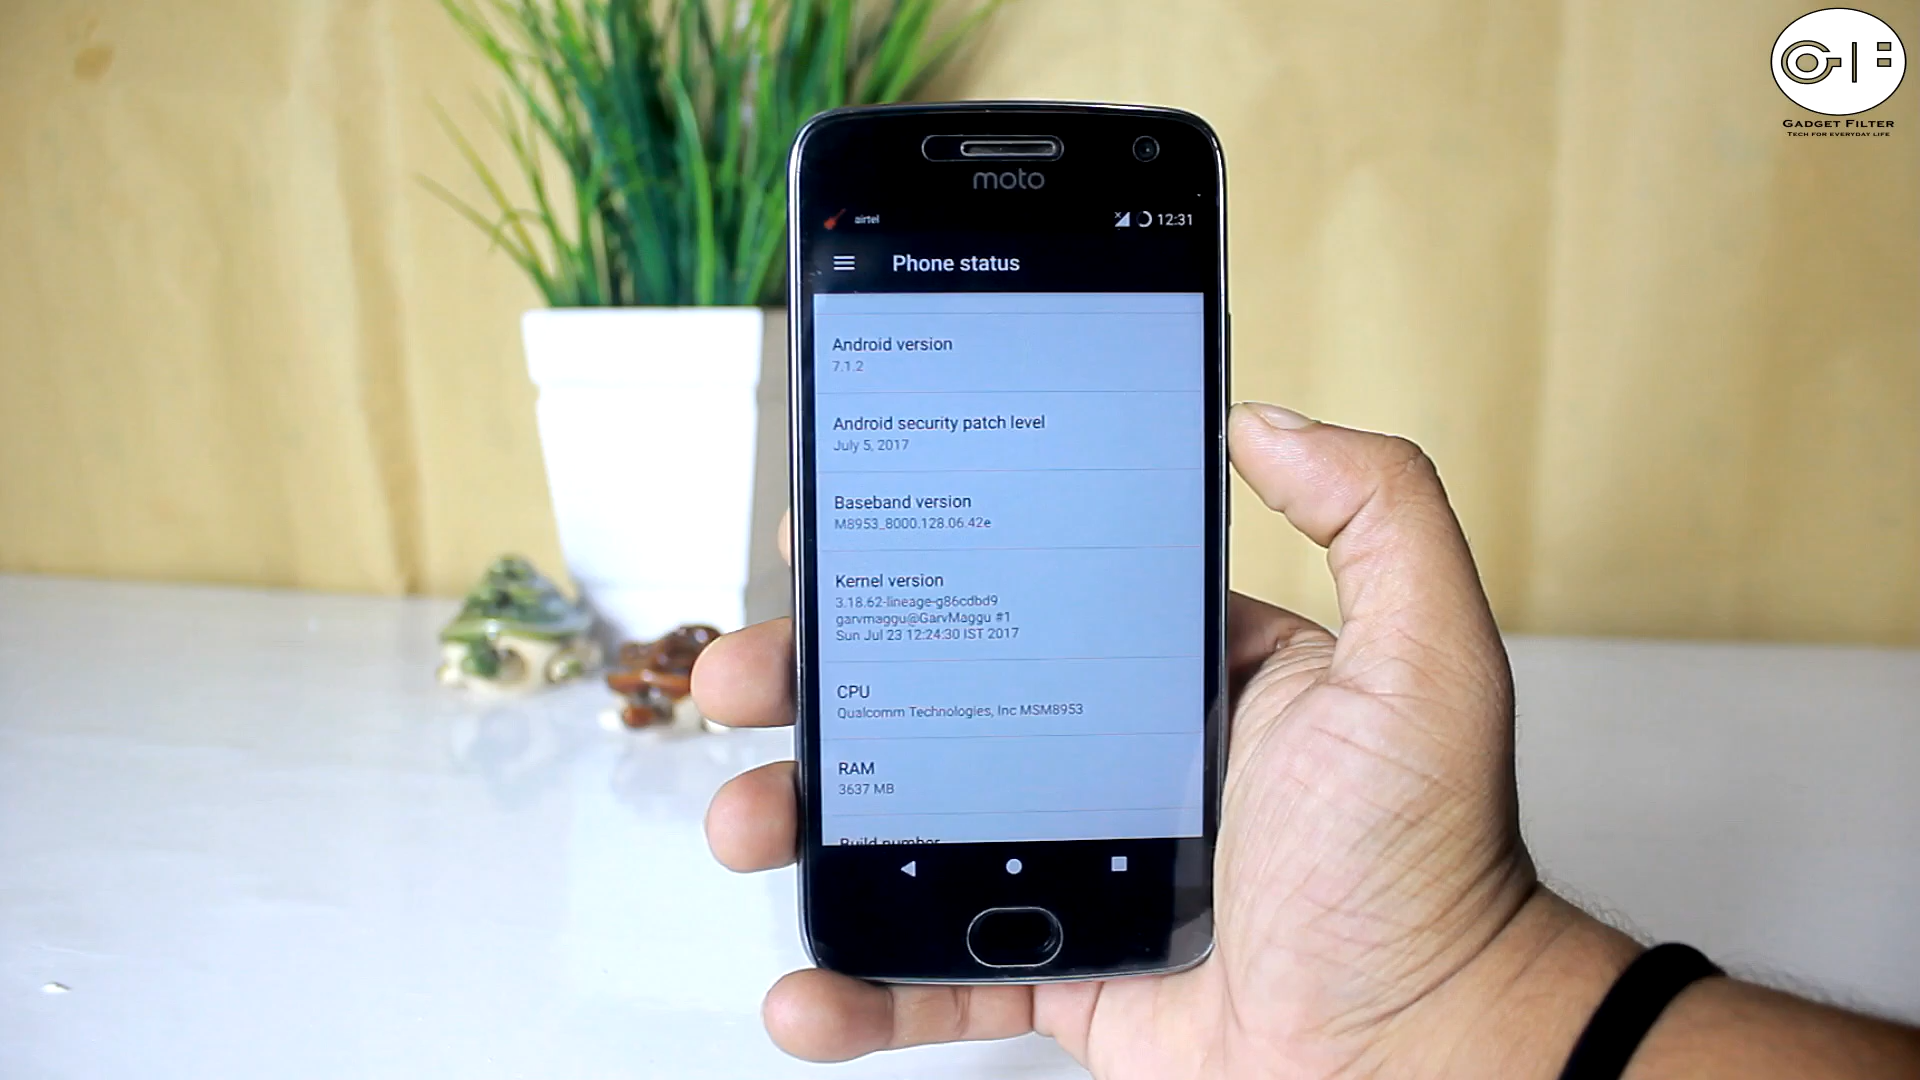 GADGET FILTER
TECH FOR EVERYDAY LIFE
moto
airtel
12:31
Phone status
Android version
7.1.2
Android security patch level
July 5, 2017
Baseband version
M8953_8000.128.06.42e
Kernel version
3.18.62-lineage-g86cdbd9
garvmaggu@GarvMaggu #1
Sun Jul 23 12:24:30 IST 2017
CPU
Qualcomm Technologies, Inc MSM8953
RAM
3637 MB
Build number